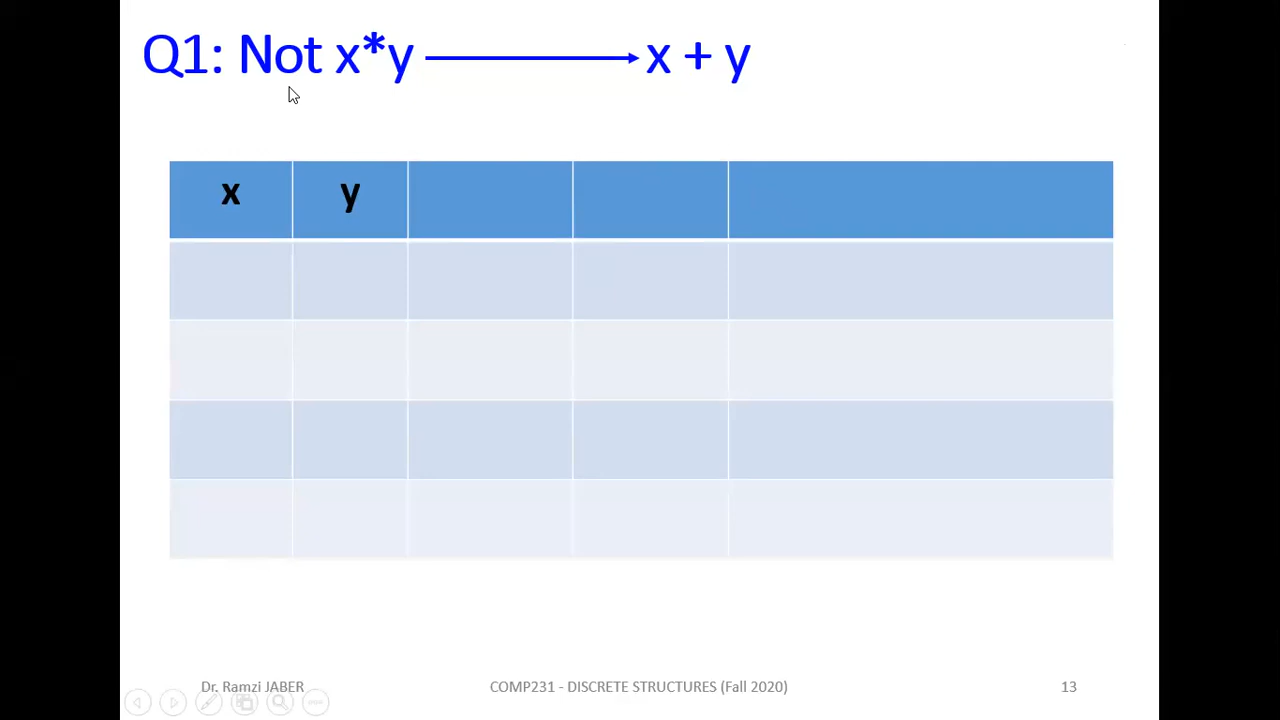 Q1: Not x*y x + y
x y
Dr. Ramzi JABER COMP231 - DISCRETE STRUCTURES (Fall 2020) 13